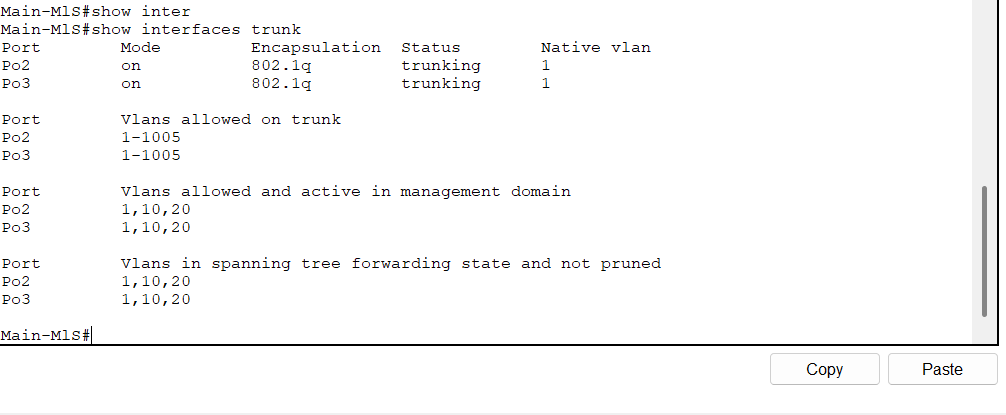 Main-MlS#show inter
Main-MlS#show interfaces trunk
Port Mode Encapsulation Status Native vlan
Po2 on 802.1q trunking 1
Po3 on 802.1q trunking 1
Port Vlans allowed on trunk
Po2 1-1005
Po3 1-1005
Port Vlans allowed and active in management domain
Po2 1,10,20
Po3 1,10,20
Port Vlans in spanning tree forwarding state and not pruned
Po2 1,10,20
Po3 1,10,20
Main-MlS#
Copy Paste